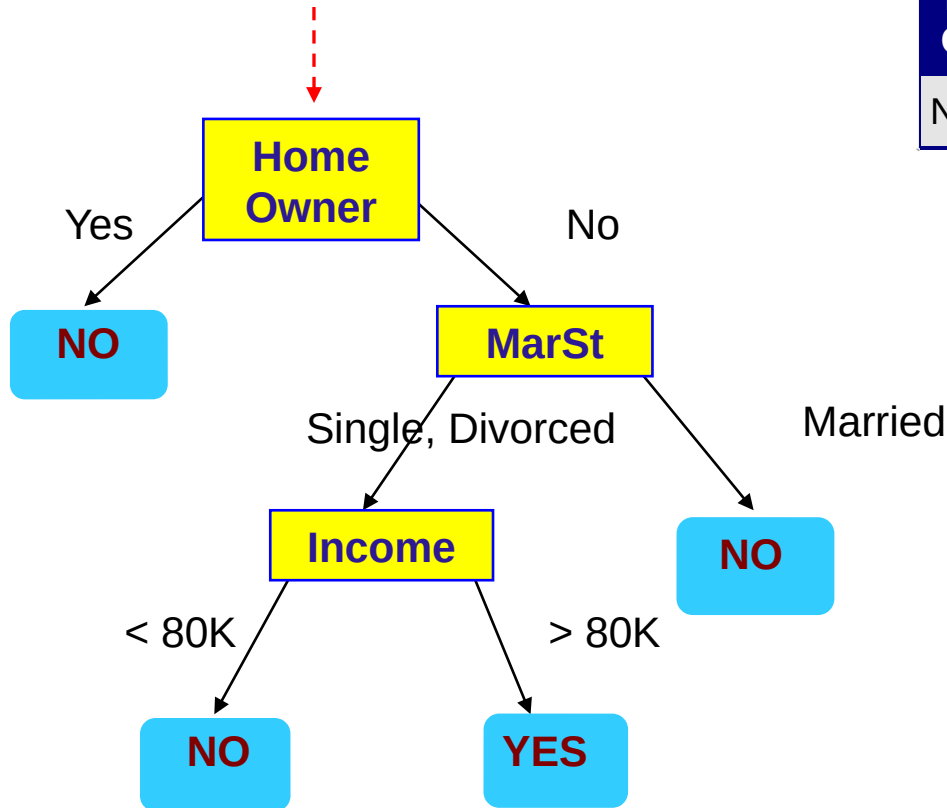 Home
Owner
Yes
No
NO
MarSt
Single, Divorced
Married
Income
NO
< 80K
> 80K
NO
YES